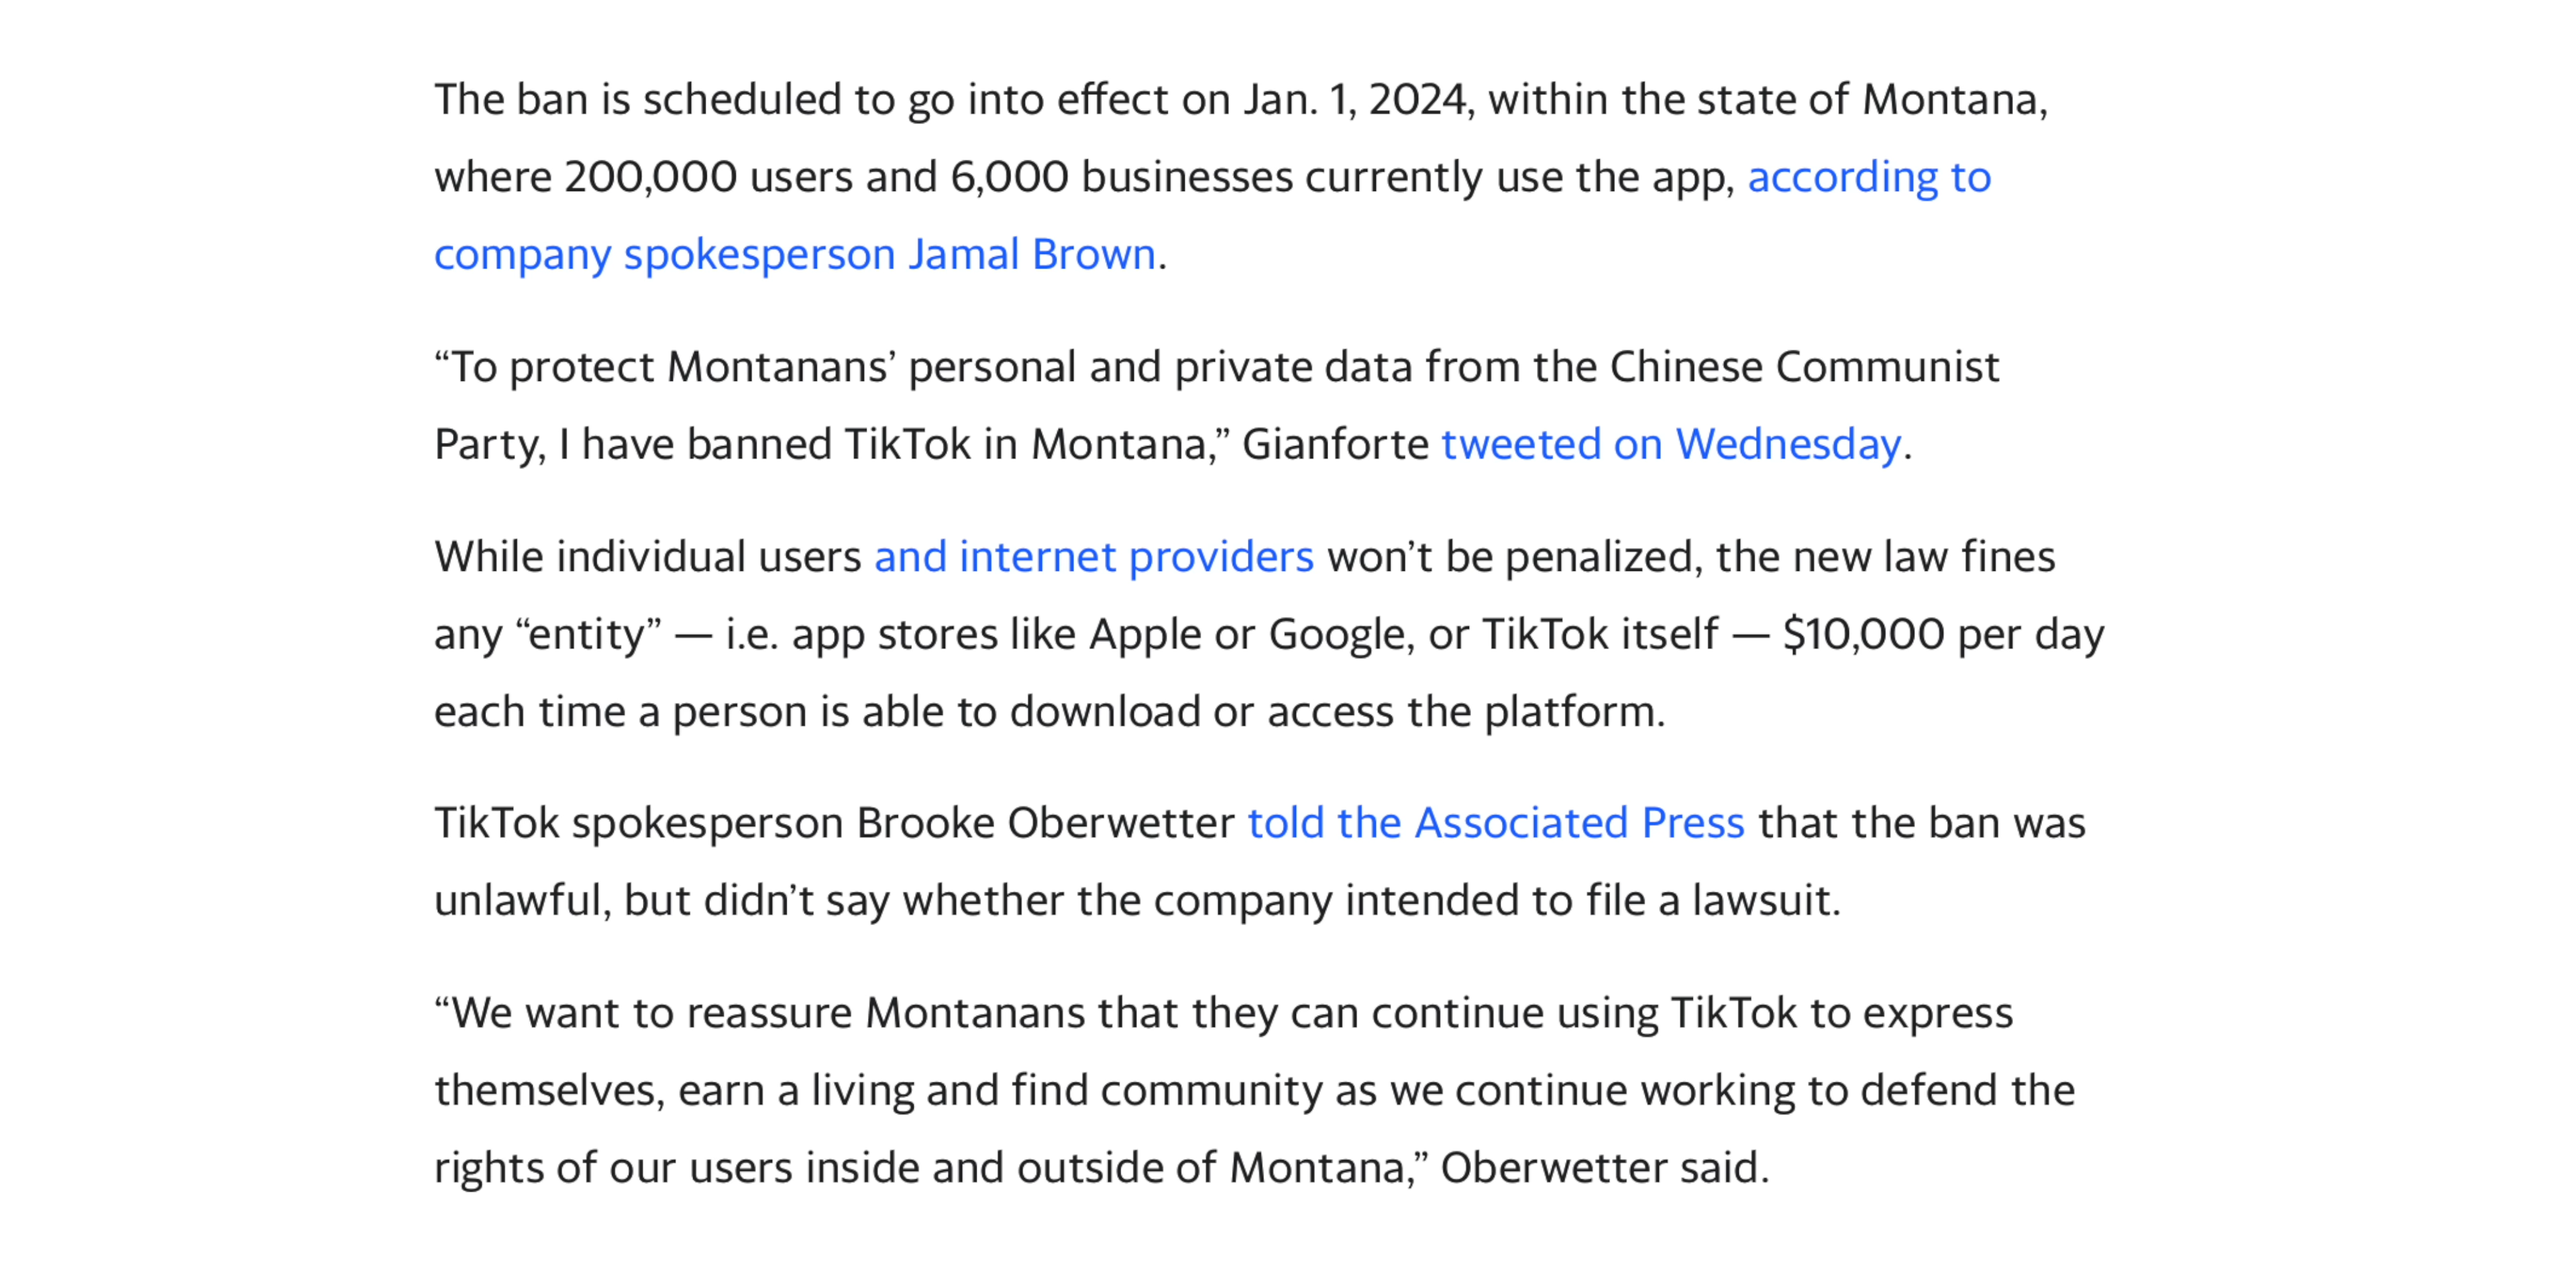 The ban is scheduled to go into effect on Jan. 1, 2024, within the state of Montana,
where 200,000 users and 6,000 businesses currently use the app, according to
company spokesperson Jamal Brown.
“To protect Montanans’ personal and private data from the Chinese Communist
Party, I have banned TikTok in Montana,” Gianforte tweeted on Wednesday.
While individual users and internet providers won’t be penalized, the new law fines
any “entity” — i.e. app stores like Apple or Google, or TikTok itself — $10,000 per day
each time a person is able to download or access the platform.
TikTok spokesperson Brooke Oberwetter told the Associated Press that the ban was
unlawful, but didn’t say whether the company intended to file a lawsuit.
“We want to reassure Montanans that they can continue using TikTok to express
themselves, earn a living and find community as we continue working to defend the
rights of our users inside and outside of Montana,” Oberwetter said.